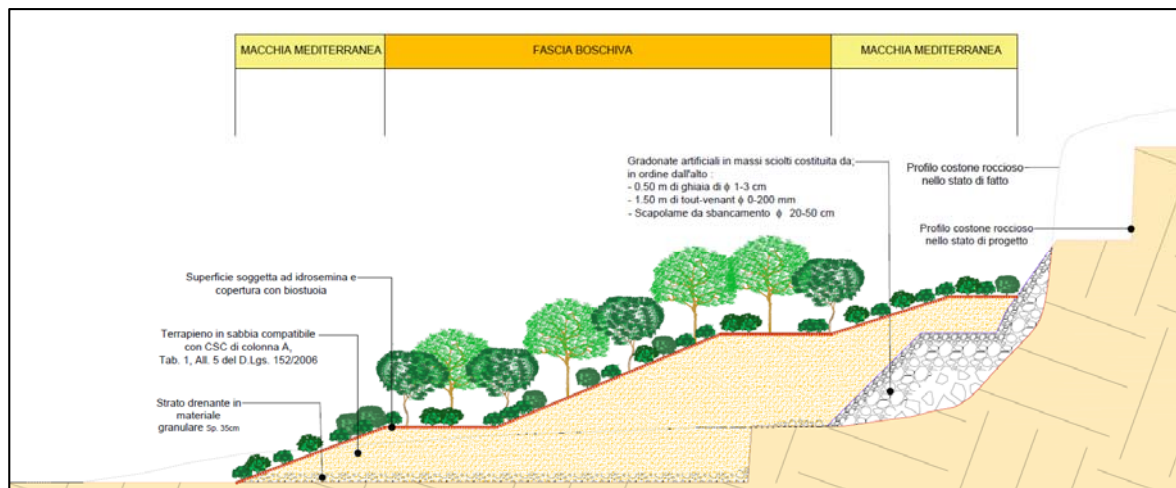 MACCHIA MEDITERRANEA
FASCIA BOSCHIVA
MACCHIA MEDITERRANEA
Gradonate artificiali in massi sciolti costituita da;
in ordine dall'alto :
- 0.50 m di ghiaia di ϕ 1-3 cm
- 1.50 m di tout-venant ϕ 0-200 mm
- Scapolame da sbancamento ϕ 20-50 cm
Profilo costone roccioso
nello stato di fatto
Profilo costone roccioso
nello stato di progetto
Superficie soggetta ad idrosemina e
copertura con biostuoia
Terrapieno in sabbia compatibile
con CSC di colonna A,
Tab. 1, All. 5 del D.Lgs. 152/2006
Strato drenante in
materiale
granulare Sp. 35cm